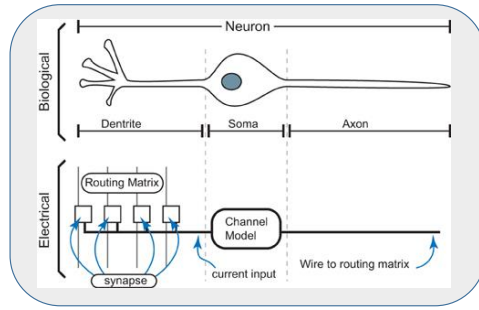 Neuron
Biological
Dentrite
Soma
Axon
Electrical
Routing Matrix
Channel
Model
synapse
current input
Wire to routing matrix